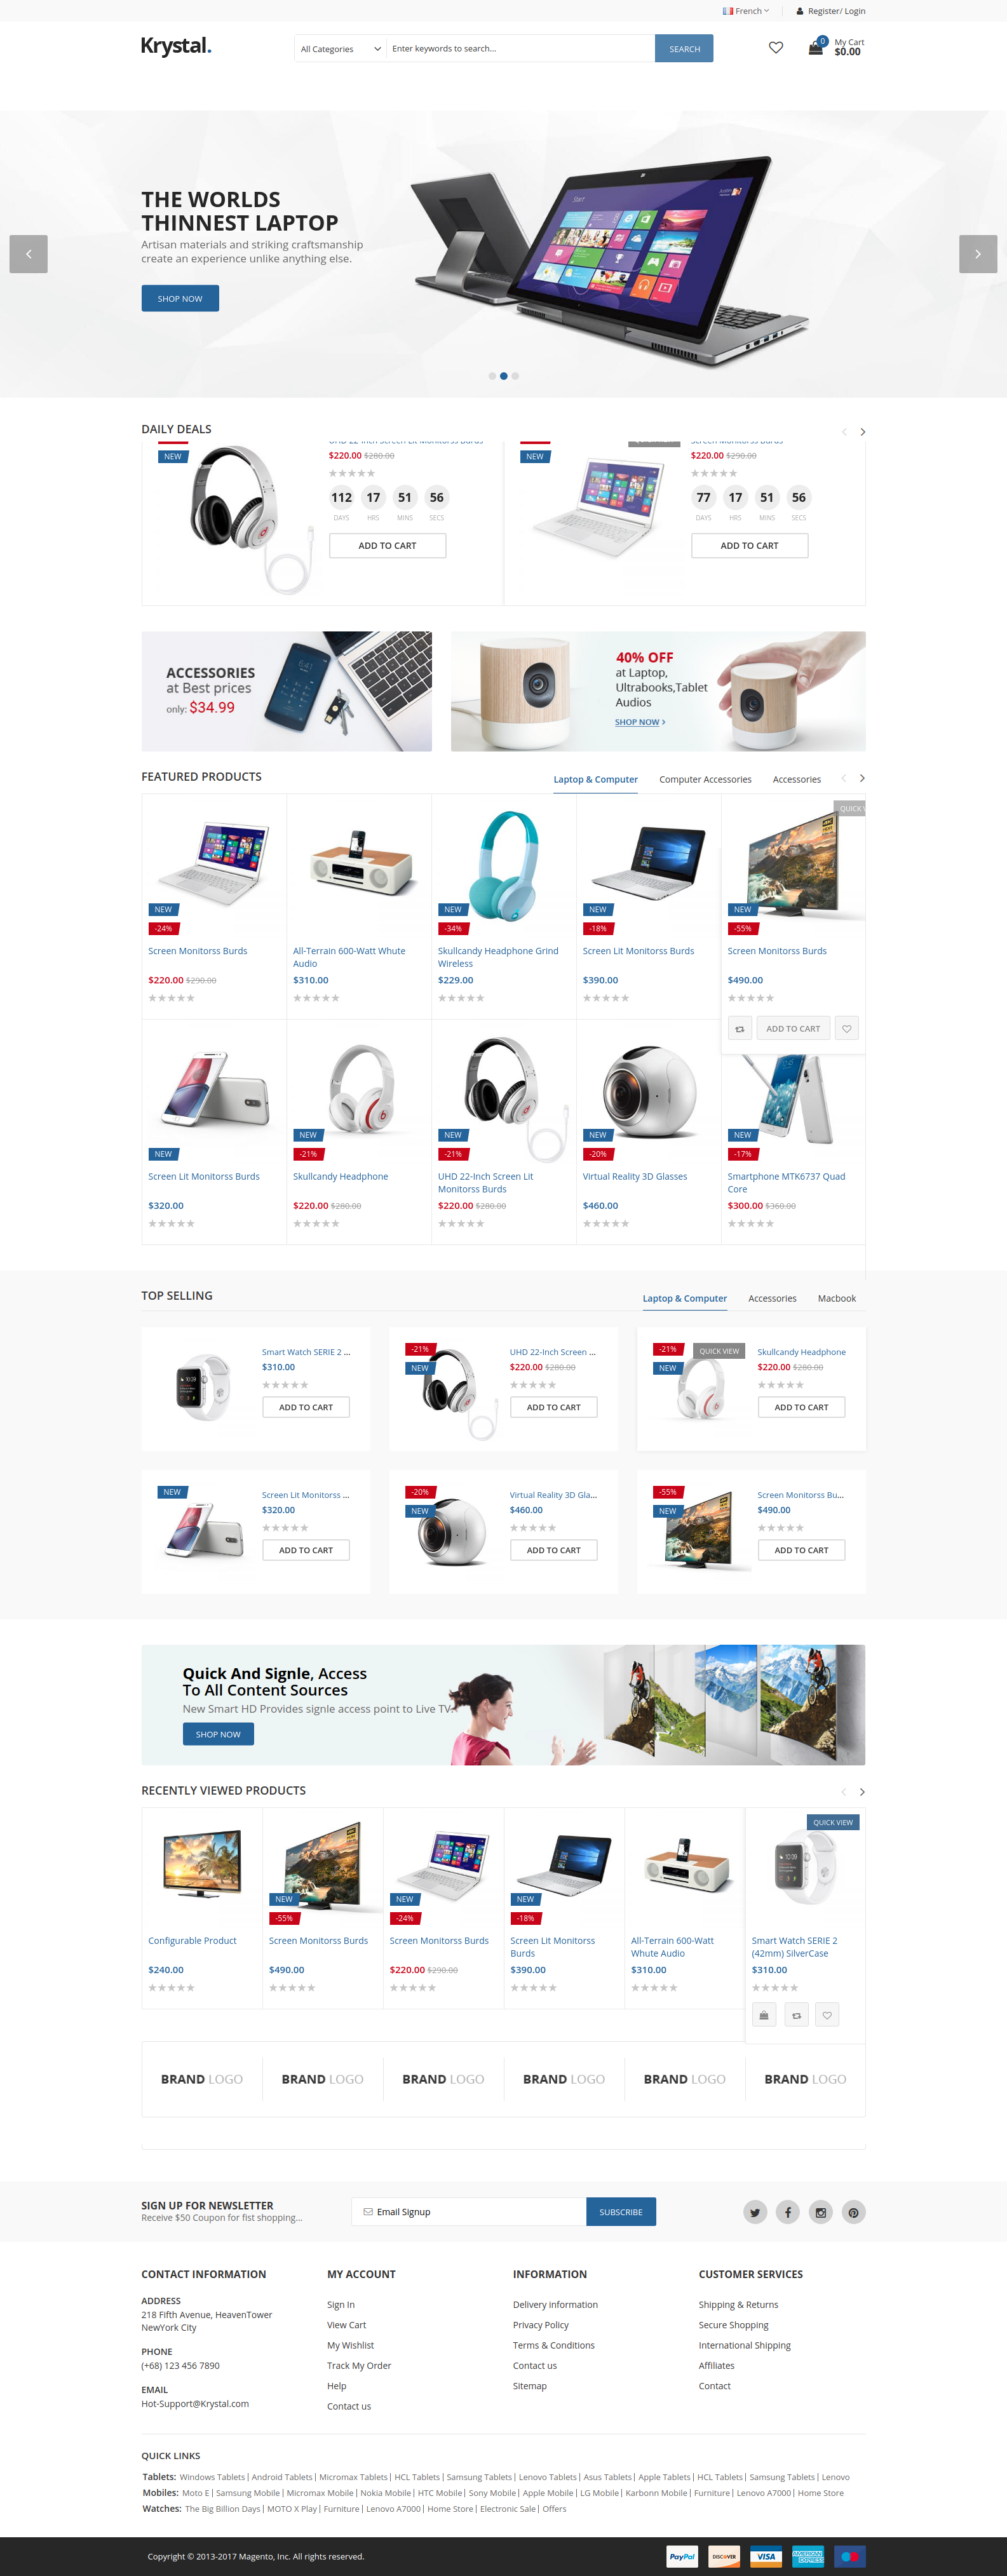 French
Register/ Login
Krystal.
All Categories
Enter keywords to search...
SEARCH
0
My Cart
$0.00
THE WORLDS
THINNEST LAPTOP
Artisan materials and striking craftsmanship
create an experience unlike anything else.
SHOP NOW
Start
DAILY DEALS
UHD 22-Inch Screen Lit Monitorss Burds
NEW
$220.00 $280.00
112 17 51 56
DAYS HRS MINS SECS
ADD TO CART
Screen Monitorss Burds
NEW
$220.00 $290.00
77 17 51 56
DAYS HRS MINS SECS
ADD TO CART
ACCESSORIES
at Best prices
only: $34.99
6:41
40% OFF
at Laptop,
Ultrabooks,Tablet
Audios
SHOP NOW >
FEATURED PRODUCTS
Laptop & Computer
Computer Accessories
Accessories
NEW
-24%
Screen Monitorss Burds
$220.00 $290.00
All-Terrain 600-Watt Whute
Audio
$310.00
NEW
-34%
Skullcandy Headphone Grind
Wireless
$229.00
NEW
-18%
Screen Lit Monitorss Burds
$390.00
QUICK V
NEW
-55%
Screen Monitorss Burds
$490.00
ADD TO CART
NEW
Screen Lit Monitorss Burds
$320.00
NEW
-21%
Skullcandy Headphone
$220.00 $280.00
NEW
-21%
UHD 22-Inch Screen Lit
Monitorss Burds
$220.00 $280.00
NEW
-20%
Virtual Reality 3D Glasses
$460.00
NEW
-17%
Smartphone MTK6737 Quad
Core
$300.00 $360.00
TOP SELLING
Laptop & Computer
Accessories
Macbook
Smart Watch SERIE 2 ...
$310.00
ADD TO CART
-21%
NEW
UHD 22-Inch Screen ...
$220.00 $280.00
ADD TO CART
-21%
NEW
QUICK VIEW
Skullcandy Headphone
$220.00 $280.00
ADD TO CART
NEW
Screen Lit Monitorss ...
$320.00
ADD TO CART
-20%
NEW
Virtual Reality 3D Gla...
$460.00
ADD TO CART
-55%
NEW
Screen Monitorss Bu...
$490.00
ADD TO CART
Quick And Signle, Access
To All Content Sources
New Smart HD Provides signle access point to Live TV.
SHOP NOW
RECENTLY VIEWED PRODUCTS
Configurable Product
$240.00
NEW
-55%
Screen Monitorss Burds
$490.00
NEW
-24%
Screen Monitorss Burds
$220.00 $290.00
NEW
-18%
Screen Lit Monitorss
Burds
$390.00
All-Terrain 600-Watt
Whute Audio
$310.00
QUICK VIEW
10:09
Smart Watch SERIE 2
(42mm) SilverCase
$310.00
BRAND LOGO
BRAND LOGO
BRAND LOGO
BRAND LOGO
BRAND LOGO
BRAND LOGO
SIGN UP FOR NEWSLETTER
Receive $50 Coupon for fist shopping...
Email Signup
SUBSCRIBE
CONTACT INFORMATION
ADDRESS
218 Fifth Avenue, HeavenTower
NewYork City
PHONE
(+68) 123 456 7890
EMAIL
Hot-Support@Krystal.com
MY ACCOUNT
Sign In
View Cart
My Wishlist
Track My Order
Help
Contact us
INFORMATION
Delivery information
Privacy Policy
Terms & Conditions
Contact us
Sitemap
CUSTOMER SERVICES
Shipping & Returns
Secure Shopping
International Shipping
Affiliates
Contact
QUICK LINKS
Tablets: Windows Tablets | Android Tablets | Micromax Tablets | HCL Tablets | Samsung Tablets | Lenovo Tablets | Asus Tablets | Apple Tablets | HCL Tablets | Samsung Tablets | Lenovo
Mobiles: Moto E | Samsung Mobile | Micromax Mobile | Nokia Mobile | HTC Mobile | Sony Mobile | Apple Mobile | LG Mobile | Karbonn Mobile | Furniture | Lenovo A7000 | Home Store
Watches: The Big Billion Days | MOTO X Play | Furniture | Lenovo A7000 | Home Store | Electronic Sale | Offers
Copyright © 2013-2017 Magento, Inc. All rights reserved.
PayPal
DISCOVER
VISA
AMERICAN EXPRESS